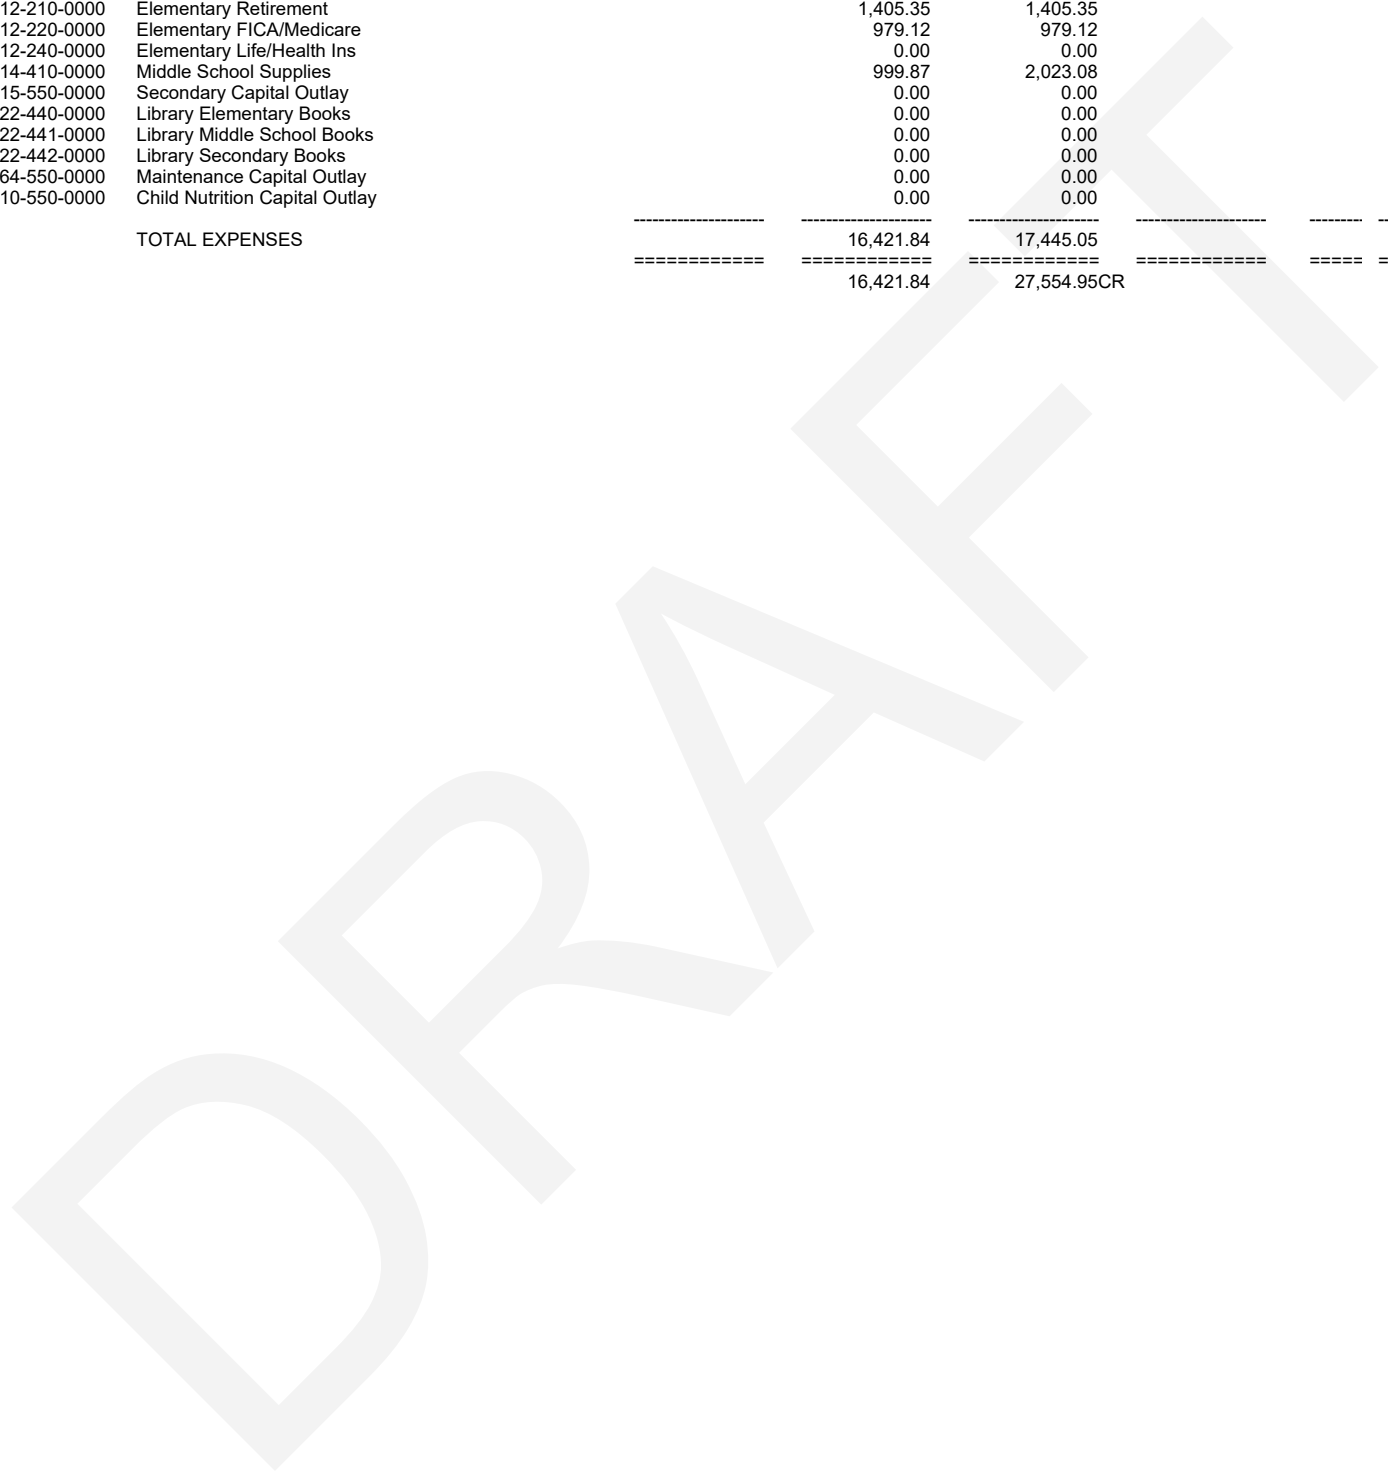 12-210-0000 Elementary Retirement 1,405.35 1,405.35
12-220-0000 Elementary FICA/Medicare 979.12 979.12
12-240-0000 Elementary Life/Health Ins 0.00 0.00
14-410-0000 Middle School Supplies 999.87 2,023.08
15-550-0000 Secondary Capital Outlay 0.00 0.00
22-440-0000 Library Elementary Books 0.00 0.00
22-441-0000 Library Middle School Books 0.00 0.00
22-442-0000 Library Secondary Books 0.00 0.00
64-550-0000 Maintenance Capital Outlay 0.00 0.00
10-550-0000 Child Nutrition Capital Outlay 0.00 0.00
--------------------- --------------------- --------------------- --------------------- -------- --
TOTAL EXPENSES 16,421.84 17,445.05
============ ============ ============ ============ ===== =
16,421.84 27,554.95CR
DRAFT